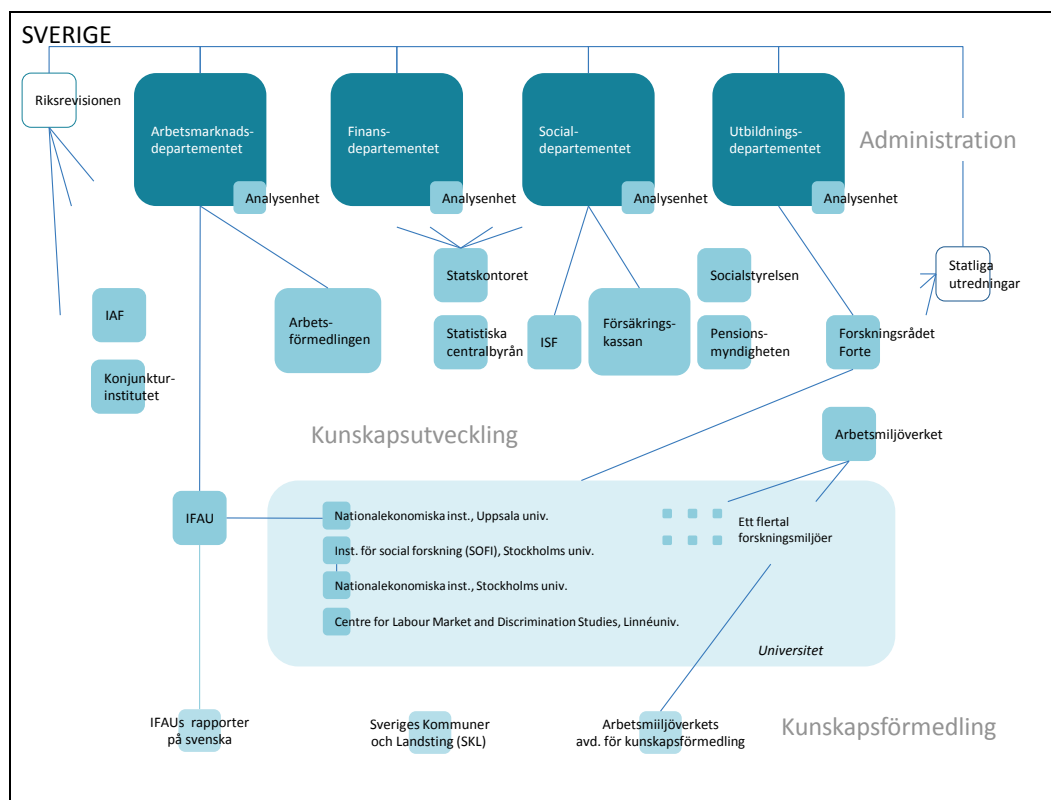 SVERIGE
Riksrevisionen
Arbetsmarknads-
departementet
Finans-
departementet
Social-
departementet
Utbildnings-
departementet
Administration
Analysenhet
Analysenhet
Analysenhet
Analysenhet
Statskontoret
Socialstyrelsen
Statliga
utredningar
IAF
Arbets-
förmedlingen
Statistiska
centralbyrån
ISF
Försäkrings-
kassan
Pensions-
myndigheten
Forskningsrådet
Forte
Konjunktur-
institutet
Kunskapsutveckling
Arbetsmiljöverket
IFAU
Nationalekonomiska inst., Uppsala univ.
Inst. för social forskning (SOFI), Stockholms univ.
Nationalekonomiska inst., Stockholms univ.
Centre for Labour Market and Discrimination Studies, Linnéuniv.
Ett flertal
forskningsmiljöer
Universitet
IFAUs rapporter
på svenska
Sveriges Kommuner
och Landsting (SKL)
Arbetsmiiljöverkets
avd. för kunskapsförmedling
Kunskapsförmedling